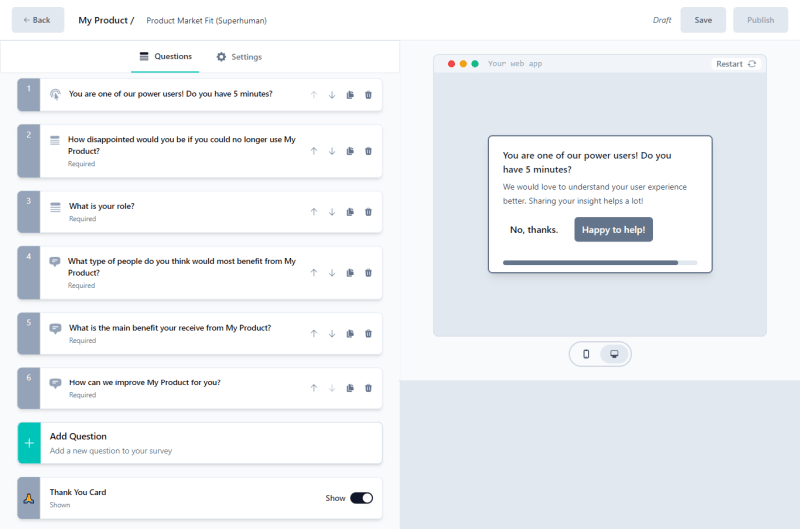 ← Back
My Product /
Product Market Fit (Superhuman)
Draft
Save
Publish
Questions
Settings
1
You are one of our power users! Do you have 5 minutes?
2
How disappointed would you be if you could no longer use My
Product?
Required
3
What is your role?
Required
4
What type of people do you think would most benefit from My
Product?
Required
5
What is the main benefit your receive from My Product?
Required
6
How can we improve My Product for you?
Required
+
Add Question
Add a new question to your survey
Thank You Card
Shown
Show
Your web app
Restart
You are one of our power users! Do you
have 5 minutes?
We would love to understand your user experience
better. Sharing your insight helps a lot!
No, thanks.
Happy to help!